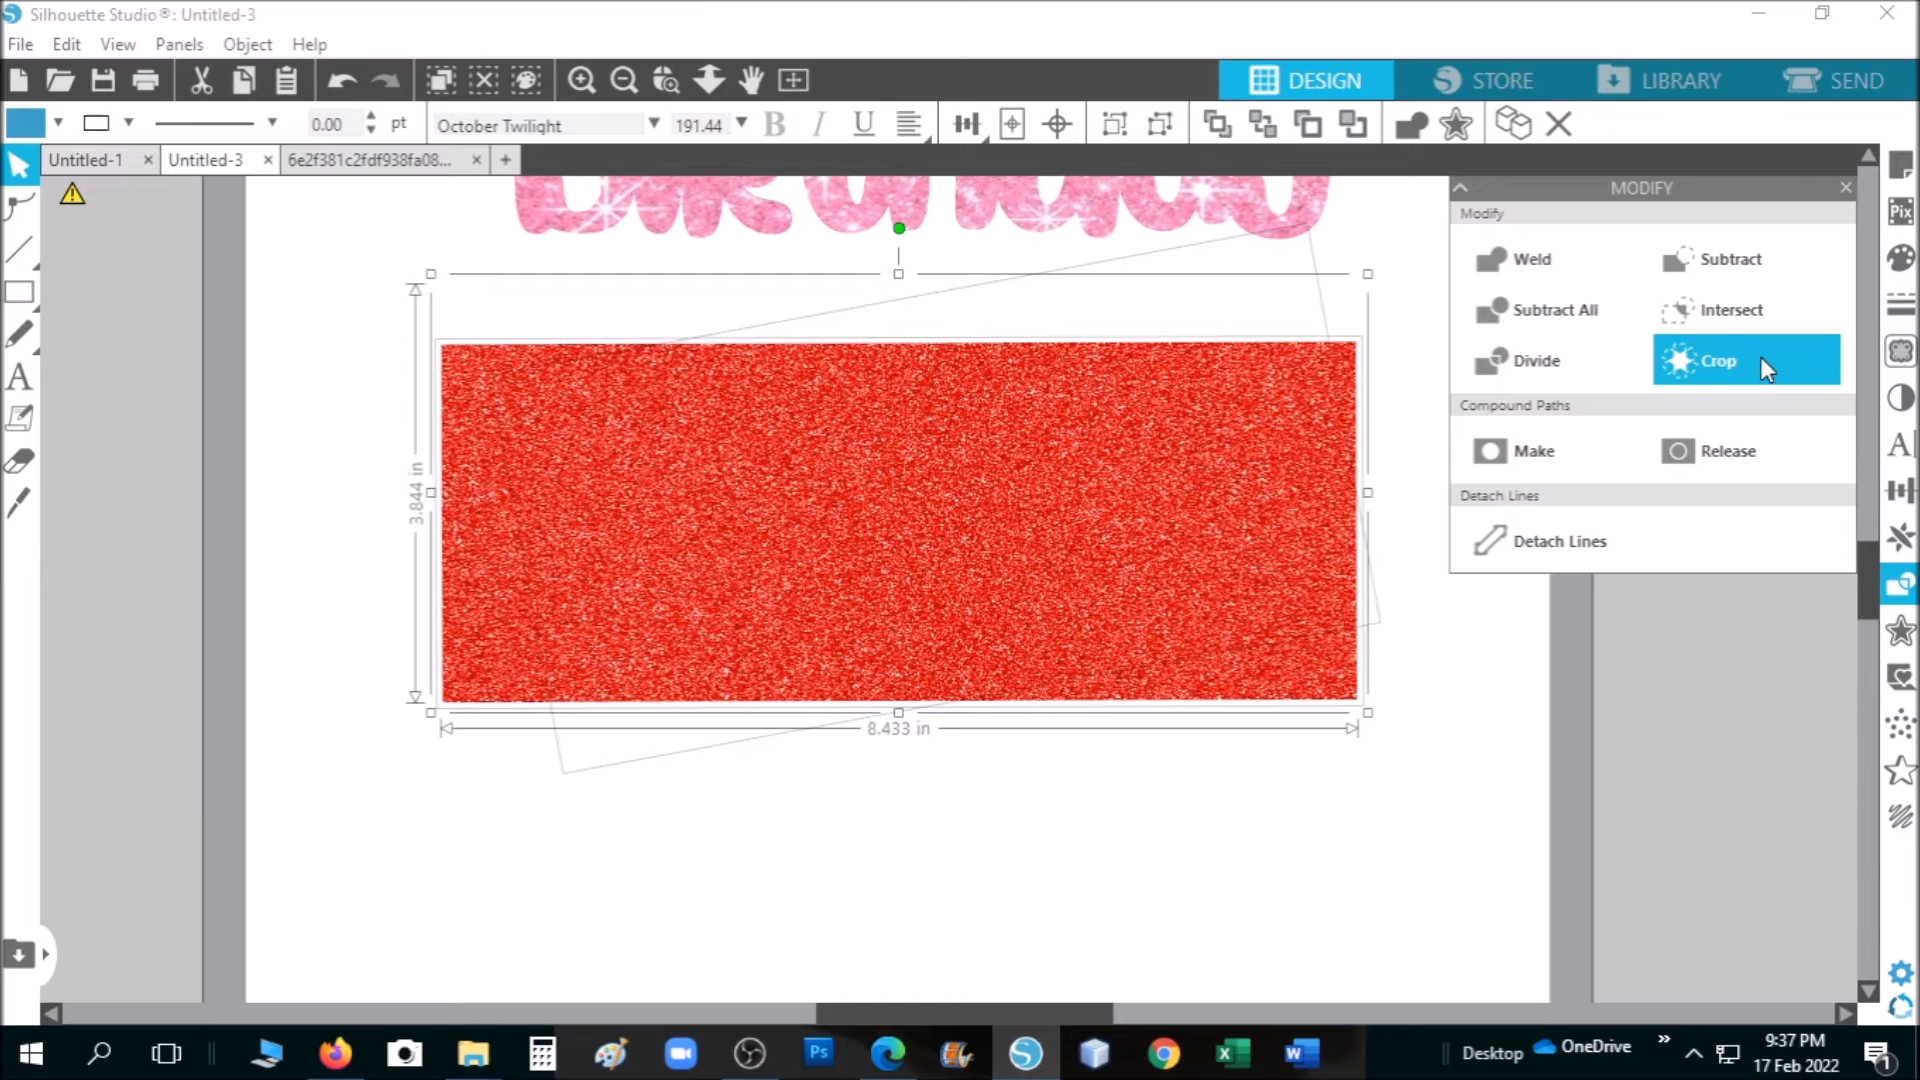 Silhouette Studio®: Untitled-3
File Edit View Panels Object Help
DESIGN STORE LIBRARY SEND
0.00 pt October Twilight 191.44 B I U
Untitled-1 Untitled-3 6e2f381c2fdf938fa08...
MODIFY
Modify
Weld Subtract
Subtract All Intersect
Divide Crop
Compound Paths
Make Release
Detach Lines
Detach Lines
Pix
A
A
3.844 in
8.433 in
Ps
Desktop OneDrive
9:37 PM
17 Feb 2022
1